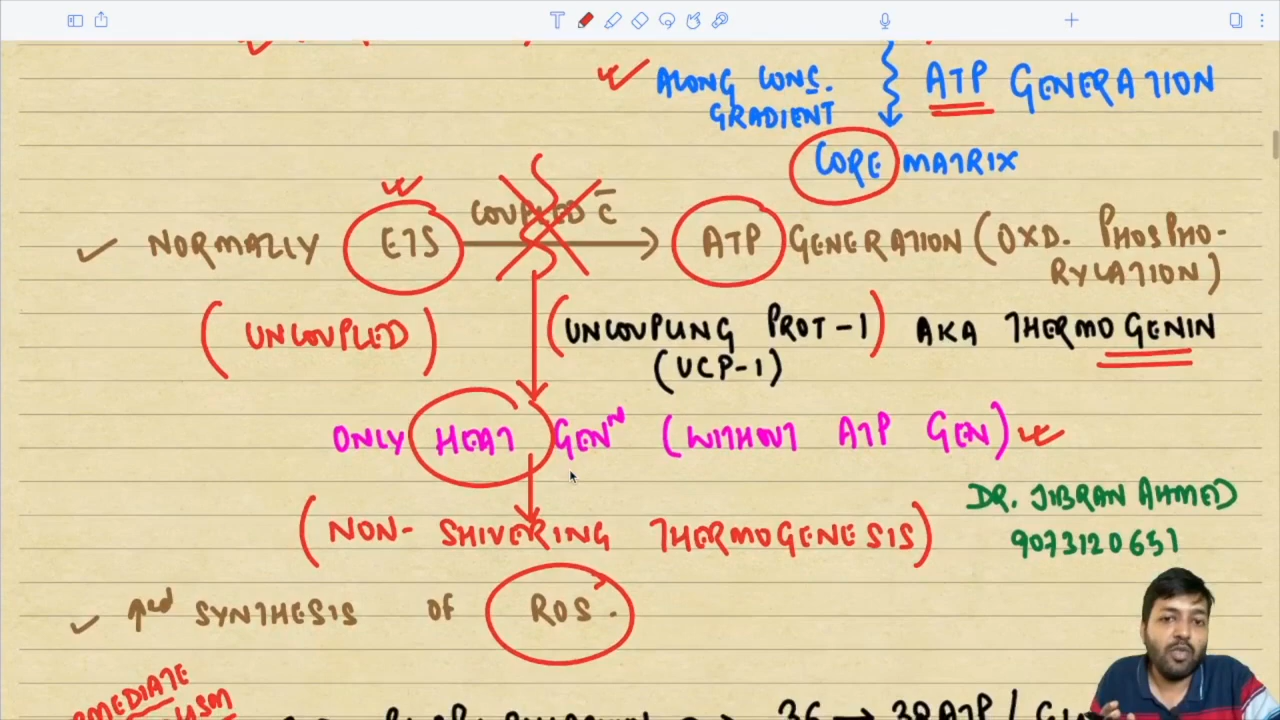 ALONG CONC. GRADIENT
ATP GENERATION
CORE MATRIX
NORMALLY ETS COUPLED c̄ ATP GENERATION (OXD. PHOSPHO-
RYLATION)
(UNCOUPLED)
(UNCOUPLING PROT-1) AKA THERMOGENIN
(UCP-1)
ONLY HEAT GENⁿ (WITHOUT ATP GEN)
(NON-SHIVERING THERMOGENESIS)
DR. JIBRAN AHMED
9073120651
↑ed SYNTHESIS OF ROS.